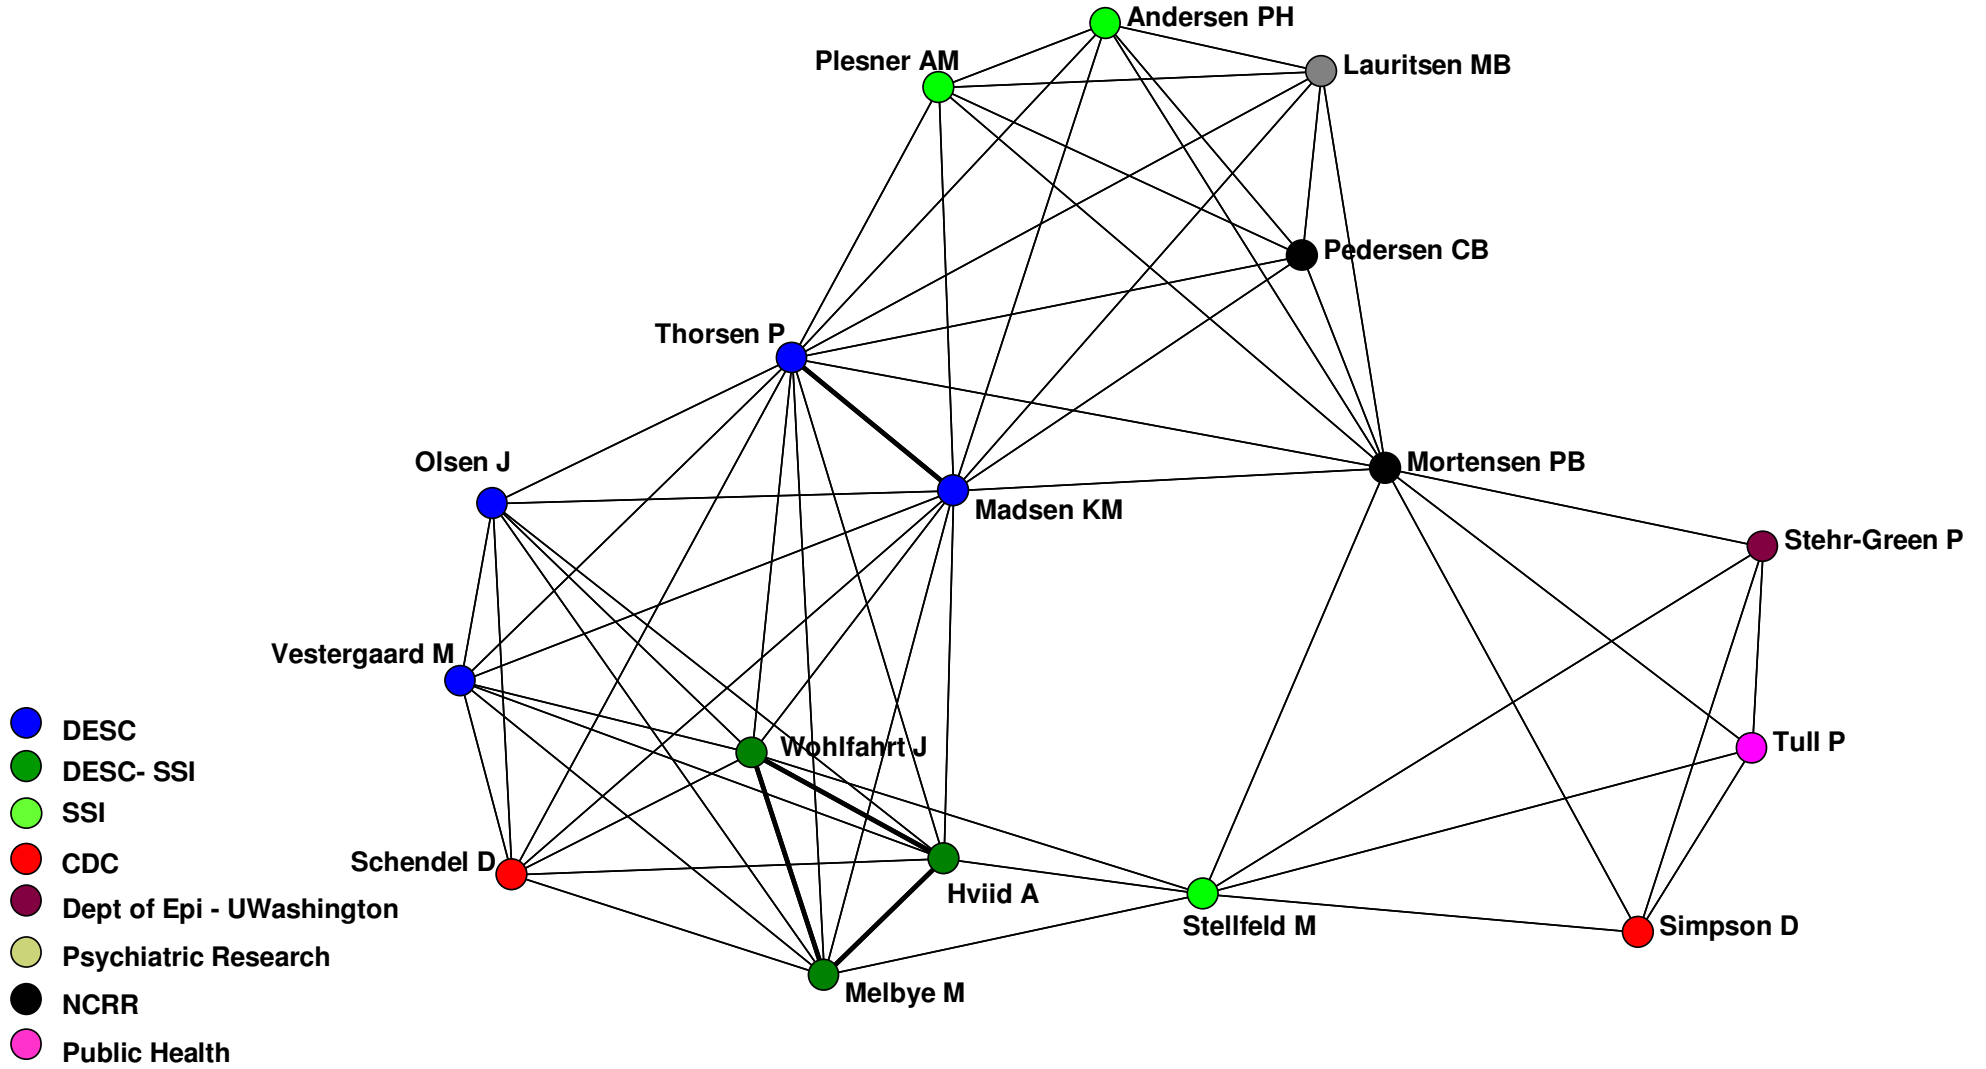 Andersen PH
Plesner AM
Lauritsen MB
Pedersen CB
Thorsen P
Olsen J
Mortensen PB
Madsen KM
Stehr-Green P
Vestergaard M
Wohlfahrt J
Tull P
Schendel D
Hviid A
Stellfeld M
Simpson D
Melbye M
DESC
DESC- SSI
SSI
CDC
Dept of Epi - UWashington
Psychiatric Research
NCRR
Public Health